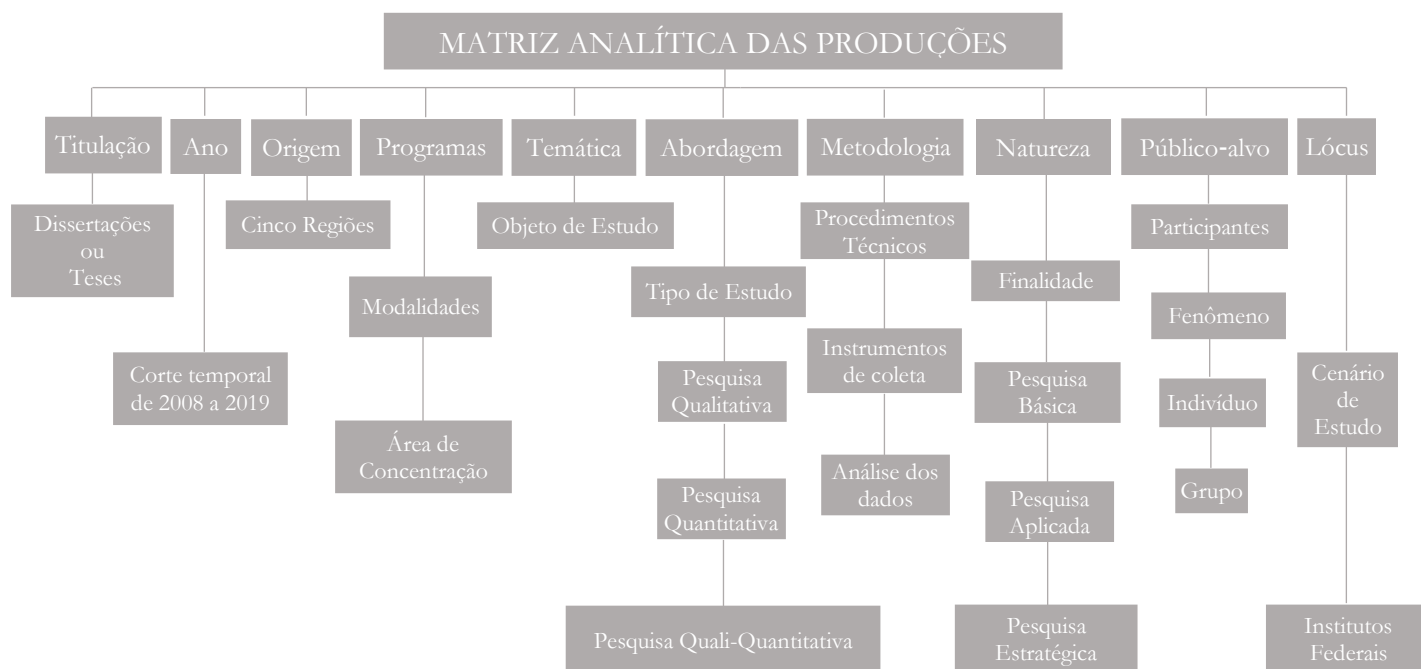 MATRIZ ANALÍTICA DAS PRODUÇÕES
Titulação
Ano
Origem
Programas
Temática
Abordagem
Metodologia
Natureza
Público-alvo
Lócus
Dissertações
ou
Teses
Corte temporal
de 2008 a 2019
Cinco Regiões
Modalidades
Área de
Concentração
Objeto de Estudo
Tipo de Estudo
Pesquisa
Qualitativa
Pesquisa
Quantitativa
Pesquisa Quali-Quantitativa
Procedimentos
Técnicos
Instrumentos
de coleta
Análise dos
dados
Finalidade
Pesquisa
Básica
Pesquisa
Aplicada
Pesquisa
Estratégica
Participantes
Fenômeno
Indivíduo
Grupo
Cenário
de
Estudo
Institutos
Federais